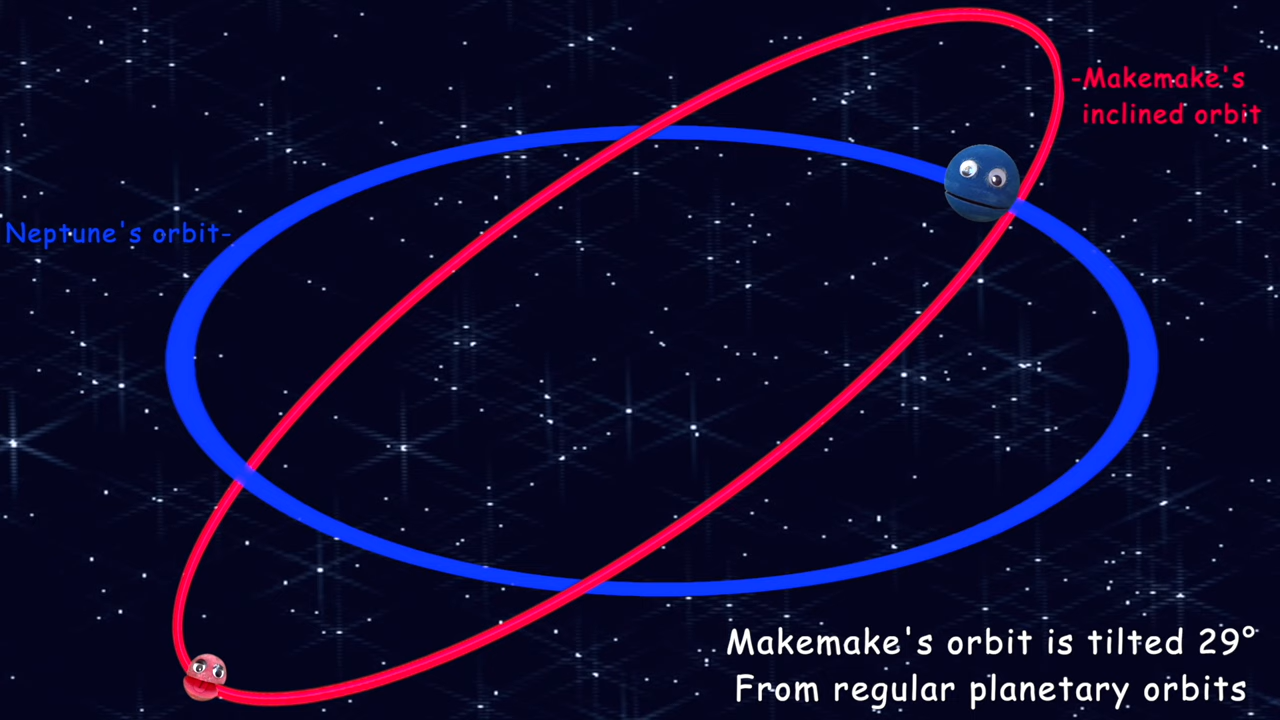 -Makemake's
inclined orbit
Neptune's orbit-
Makemake's orbit is tilted 29°
From regular planetary orbits